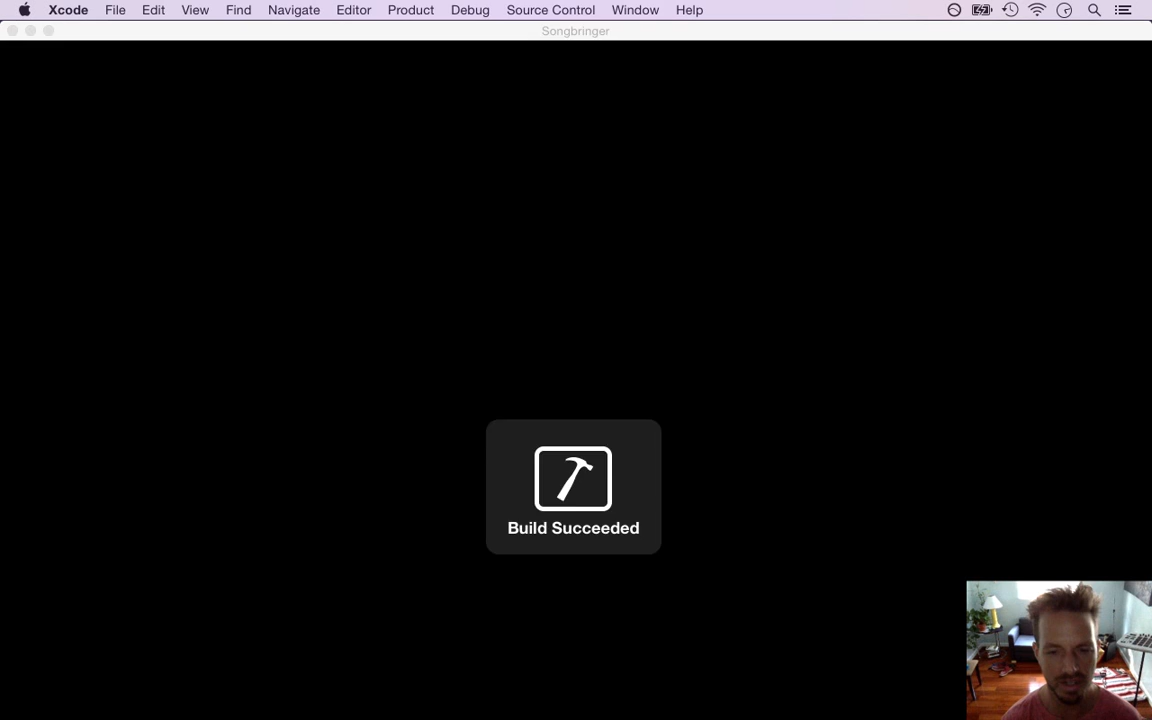 Xcode File Edit View Find Navigate Editor Product Debug Source Control Window Help
Songbringer
Build Succeeded